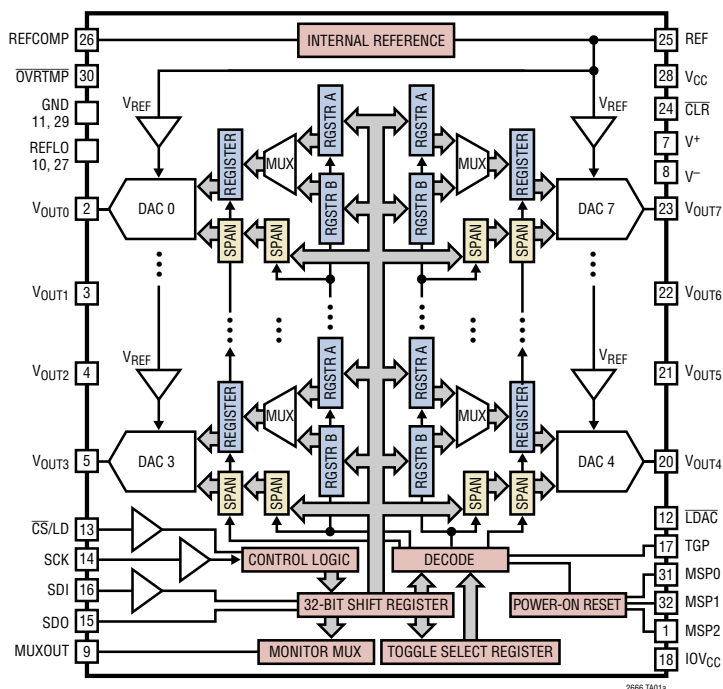 REFCOMP 26 INTERNAL REFERENCE 25 REF
OVRTMP 30 28 VCC
GND
11, 29
VREF VREF
24 CLR
REFLO
10, 27
7 V+
8 V–
RGSTR A RGSTR A
REGISTER MUX MUX REGISTER
RGSTR B RGSTR B
VOUT0 2 DAC 0 DAC 7 23 VOUT7
SPAN SPAN SPAN SPAN
VOUT1 3 22 VOUT6
VREF VREF
VOUT2 4 21 VOUT5
RGSTR A RGSTR A
REGISTER MUX MUX REGISTER
RGSTR B RGSTR B
VOUT3 5 DAC 3 DAC 4 20 VOUT4
SPAN SPAN SPAN SPAN
CS/LD 13 12 LDAC
SCK 14 CONTROL LOGIC DECODE 17 TGP
SDI 16 31 MSP0
32-BIT SHIFT REGISTER POWER-ON RESET 32 MSP1
SDO 15 1 MSP2
MUXOUT 9 MONITOR MUX TOGGLE SELECT REGISTER 18 IOVCC
2666 TA01a